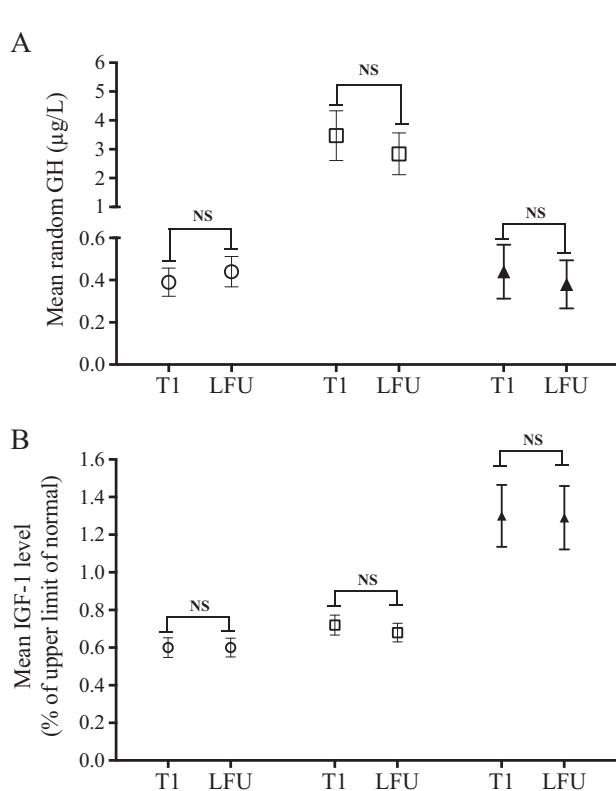 A
Mean random GH (µg/L)
6
5
4
3
2
1
0.6
0.4
0.2
0.0
NS
NS
NS
T1 LFU T1 LFU T1 LFU
B
Mean IGF-1 level
(% of upper limit of normal)
1.6
1.4
1.2
1.0
0.8
0.6
0.4
0.2
0.0
NS
NS
NS
T1 LFU T1 LFU T1 LFU